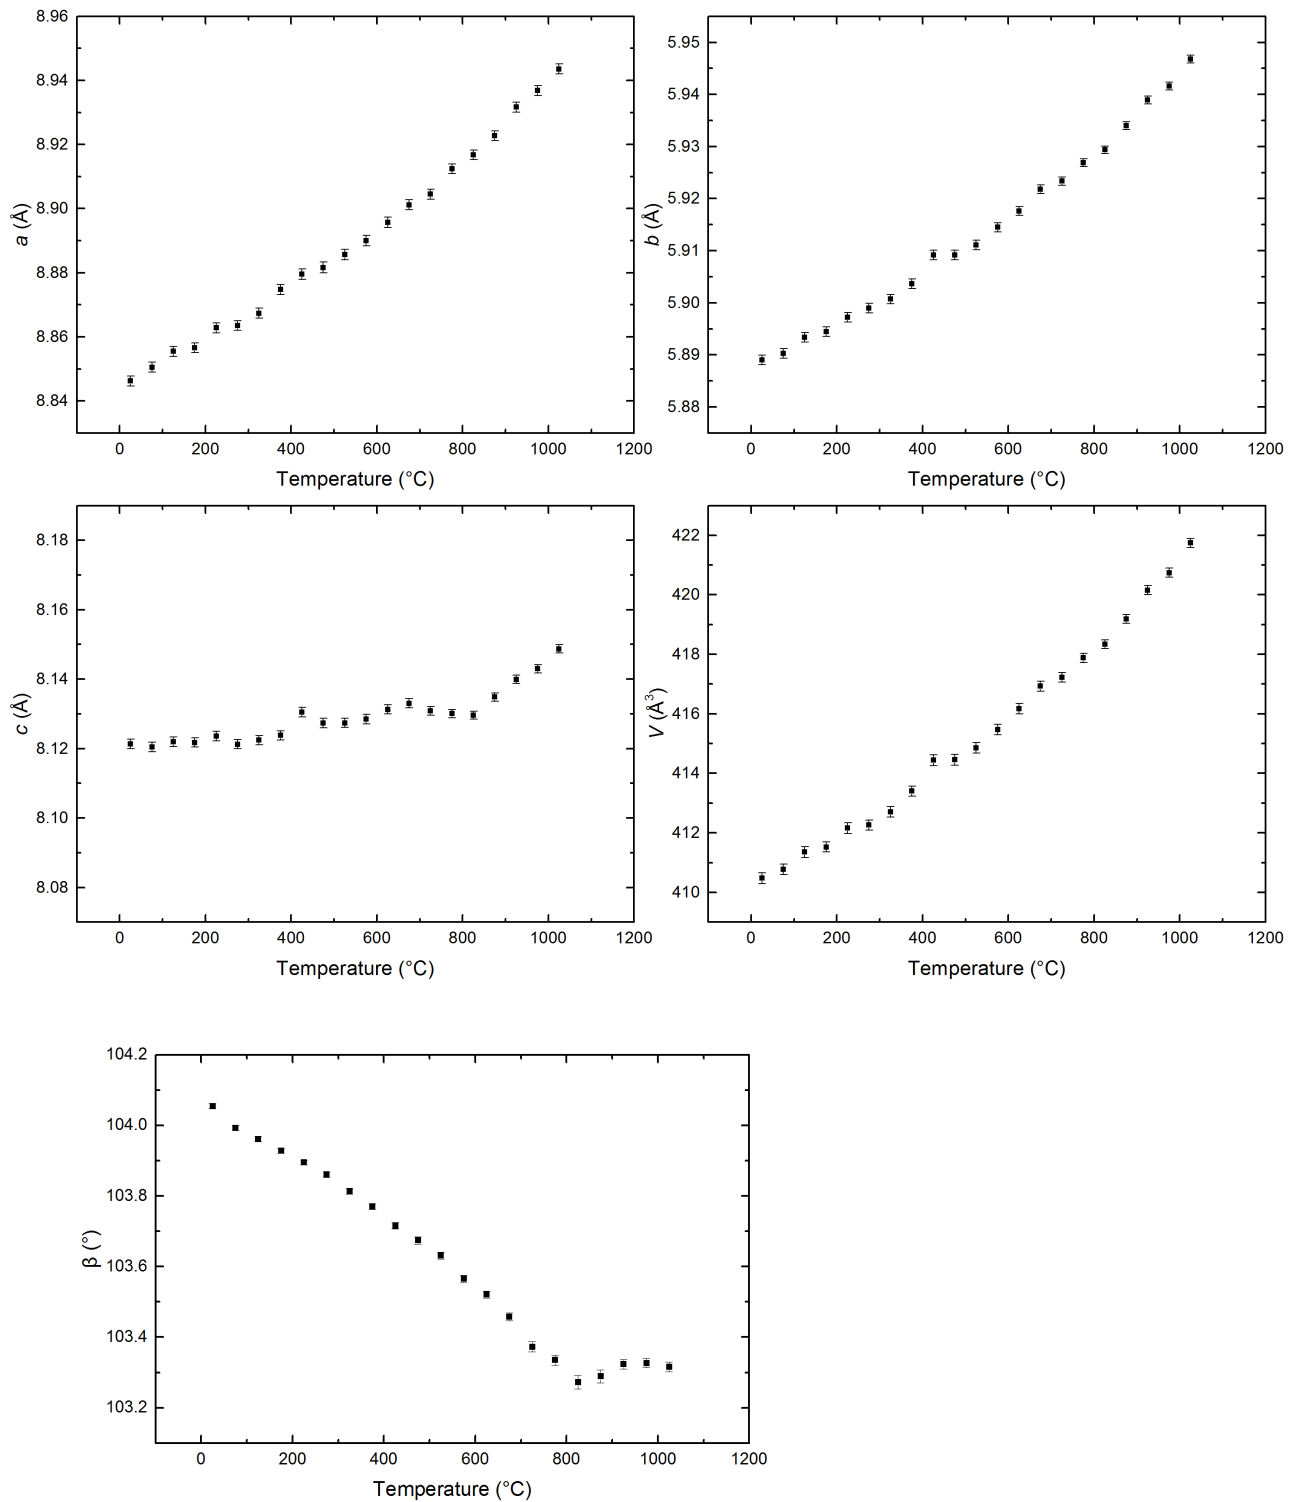 8.96
8.94
8.92
8.90
8.88
8.86
8.84
a (Å)
0 200 400 600 800 1000 1200
Temperature (°C)
5.95
5.94
5.93
5.92
5.91
5.90
5.89
5.88
b (Å)
0 200 400 600 800 1000 1200
Temperature (°C)
8.18
8.16
8.14
8.12
8.10
8.08
c (Å)
0 200 400 600 800 1000 1200
Temperature (°C)
422
420
418
416
414
412
410
V (Å³)
0 200 400 600 800 1000 1200
Temperature (°C)
104.2
104.0
103.8
103.6
103.4
103.2
β (°)
0 200 400 600 800 1000 1200
Temperature (°C)